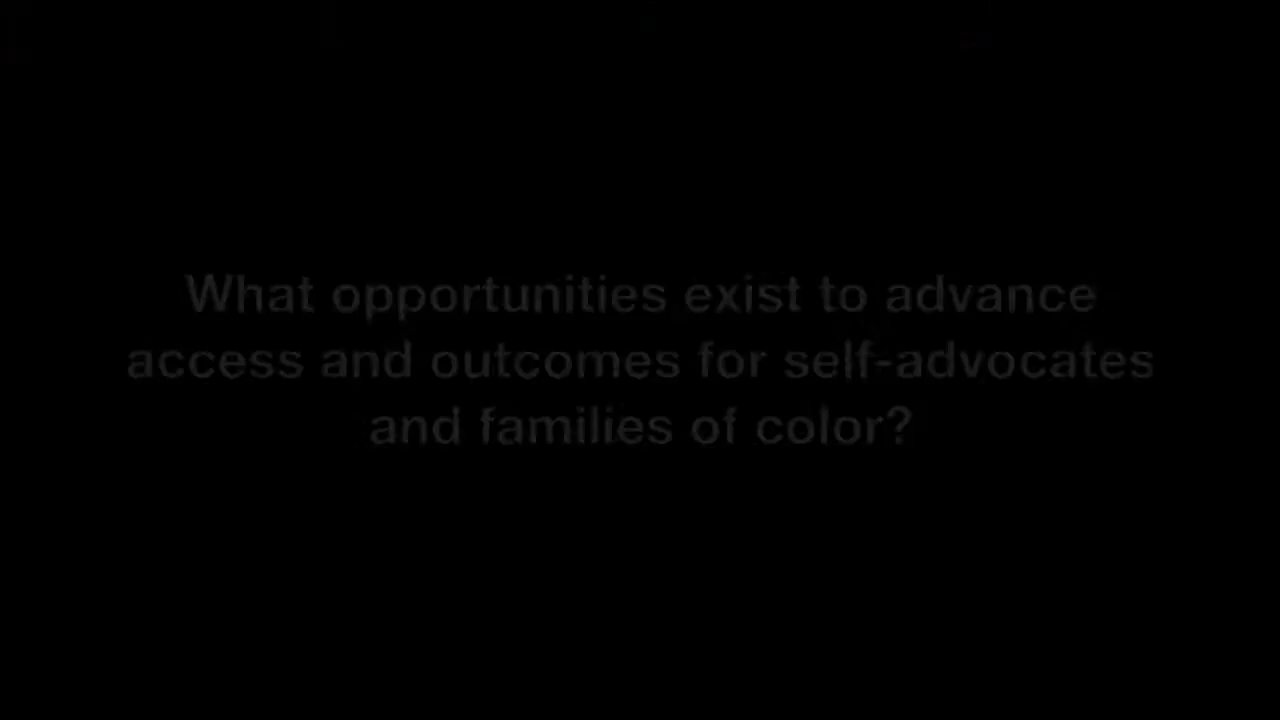 What opportunities exist to advance
access and outcomes for self-advocates
and families of color?